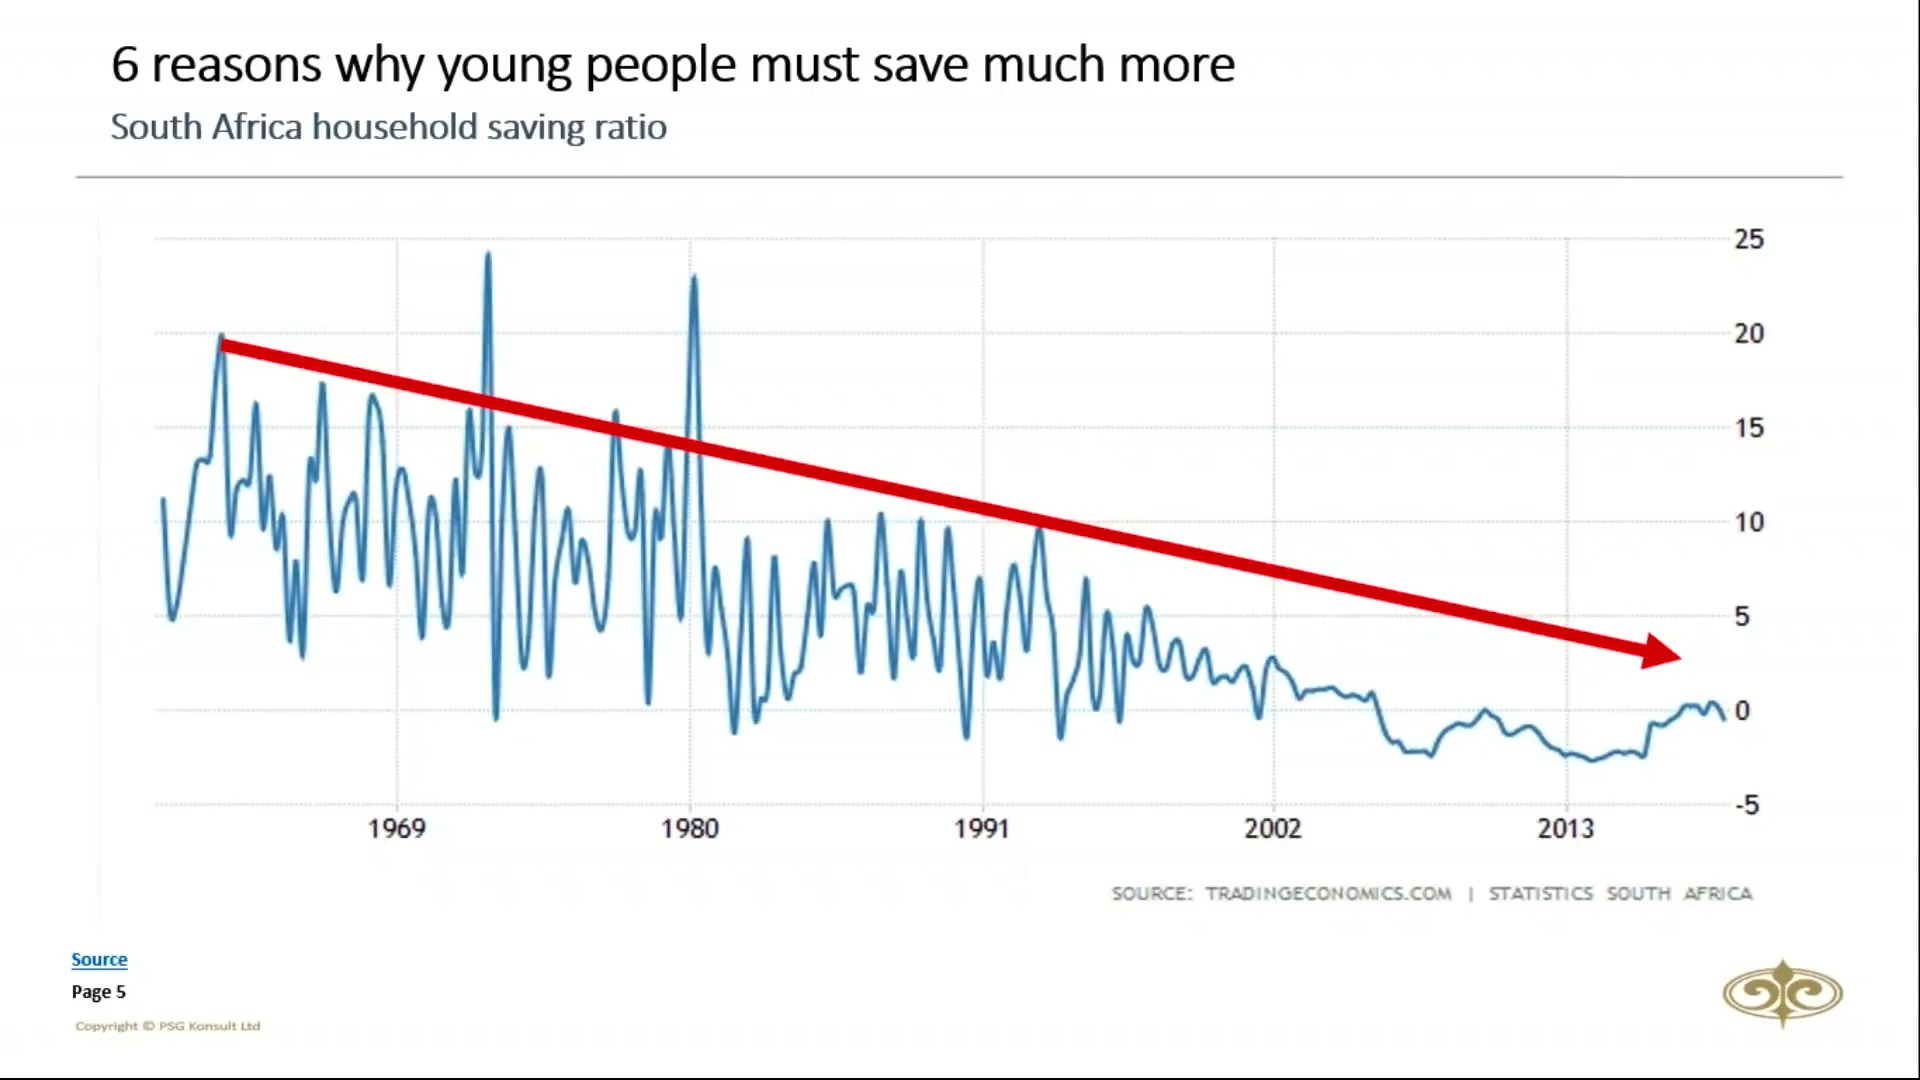 6 reasons why young people must save much more
South Africa household saving ratio
25
20
15
10
5
0
-5
1969 1980 1991 2002 2013
SOURCE: TRADINGECONOMICS.COM | STATISTICS SOUTH AFRICA
Source
Page 5
Copyright © PSG Konsult Ltd